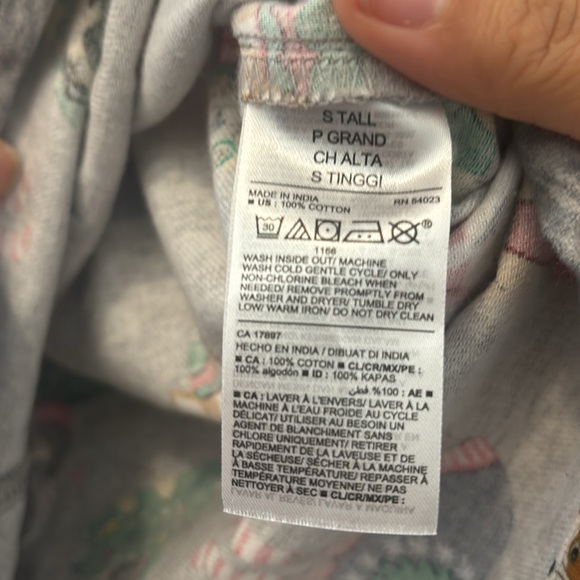 S TALL
P GRAND
CH ALTA
S TINGGI
MADE IN INDIA RN 54023
■ US : 100% COTTON
30
®
1166
WASH INSIDE OUT/ MACHINE
WASH COLD GENTLE CYCLE/ ONLY
NON-CHLORINE BLEACH WHEN
NEEDED/ REMOVE PROMPTLY FROM
WASHER AND DRYER/ TUMBLE DRY
LOW/ WARM IRON/ DO NOT DRY CLEAN
CA 17897
HECHO EN INDIA / DIBUAT DI INDIA
■ CA : 100% COTON ■ CL/CR/MX/PE :
100% algodón ■ ID : 100% KAPAS
■ AE : 100% قطن
■ CA : LAVER À L'ENVERS/ LAVER À LA
MACHINE À L'EAU FROIDE AU CYCLE
DÉLICAT/ UTILISER AU BESOIN UN
AGENT DE BLANCHIMENT SANS
CHLORE UNIQUEMENT/ RETIRER
RAPIDEMENT DE LA LAVEUSE ET DE
LA SÉCHEUSE/ SÉCHER À LA MACHINE
À BASSE TEMPÉRATURE/ REPASSER À
TEMPÉRATURE MOYENNE/ NE PAS
NETTOYER À SEC ■ CL/CR/MX/PE :